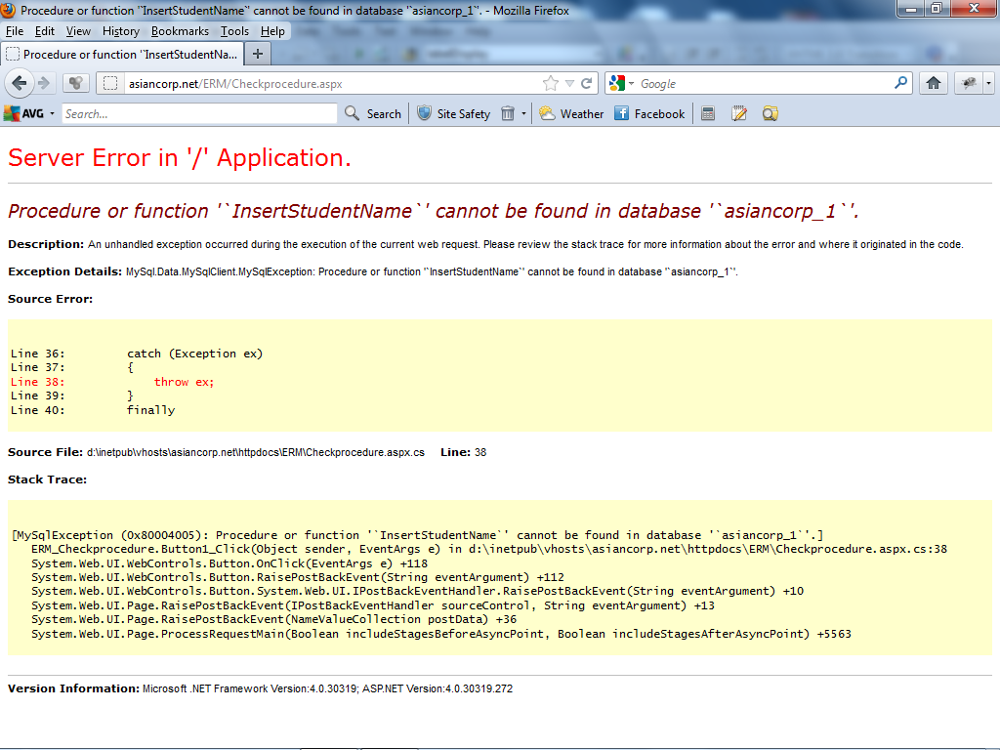 Procedure or function '`InsertStudentName`' cannot be found in database '`asiancorp_1`'. - Mozilla Firefox
File Edit View History Bookmarks Tools Help
Procedure or function '`InsertStudentNa... +
asiancorp.net/ERM/Checkprocedure.aspx Google
AVG Search... Search Site Safety Weather Facebook
Server Error in '/' Application.
Procedure or function '`InsertStudentName`' cannot be found in database '`asiancorp_1`'.
Description: An unhandled exception occurred during the execution of the current web request. Please review the stack trace for more information about the error and where it originated in the code.
Exception Details: MySql.Data.MySqlClient.MySqlException: Procedure or function '`InsertStudentName`' cannot be found in database '`asiancorp_1`'.
Source Error:
Line 36: catch (Exception ex)
Line 37: {
Line 38: throw ex;
Line 39: }
Line 40: finally
Source File: d:\inetpub\vhosts\asiancorp.net\httpdocs\ERM\Checkprocedure.aspx.cs Line: 38
Stack Trace:
[MySqlException (0x80004005): Procedure or function '`InsertStudentName`' cannot be found in database '`asiancorp_1`'.]
ERM_Checkprocedure.Button1_Click(Object sender, EventArgs e) in d:\inetpub\vhosts\asiancorp.net\httpdocs\ERM\Checkprocedure.aspx.cs:38
System.Web.UI.WebControls.Button.OnClick(EventArgs e) +118
System.Web.UI.WebControls.Button.RaisePostBackEvent(String eventArgument) +112
System.Web.UI.WebControls.Button.System.Web.UI.IPostBackEventHandler.RaisePostBackEvent(String eventArgument) +10
System.Web.UI.Page.RaisePostBackEvent(IPostBackEventHandler sourceControl, String eventArgument) +13
System.Web.UI.Page.RaisePostBackEvent(NameValueCollection postData) +36
System.Web.UI.Page.ProcessRequestMain(Boolean includeStagesBeforeAsyncPoint, Boolean includeStagesAfterAsyncPoint) +5563
Version Information: Microsoft .NET Framework Version:4.0.30319; ASP.NET Version:4.0.30319.272